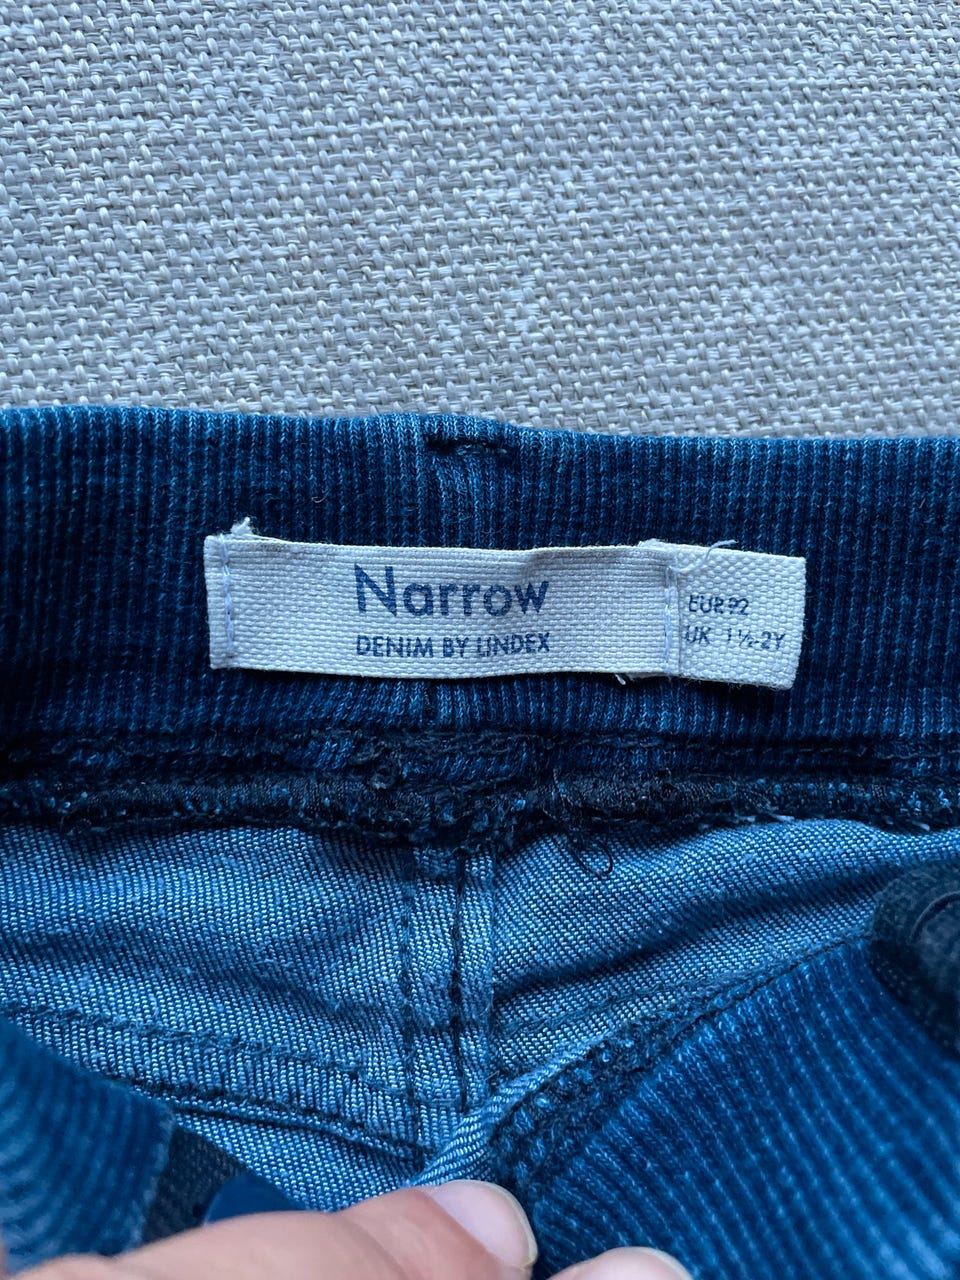 Narrow
DENIM BY LINDEX
EUR 92
UK 1½-2Y